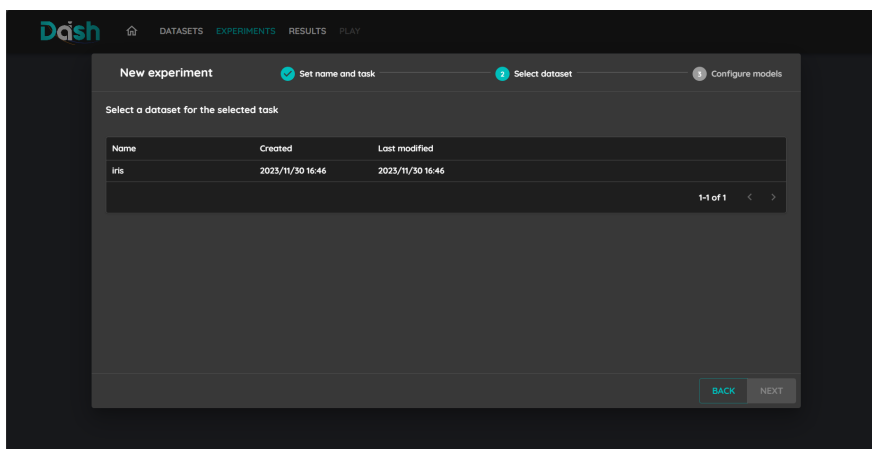 Dash DATASETS EXPERIMENTS RESULTS PLAY
New experiment Set name and task 2 Select dataset 3 Configure models
Select a dataset for the selected task
Name Created Last modified
iris 2023/11/30 16:46 2023/11/30 16:46
1-1 of 1
BACK NEXT